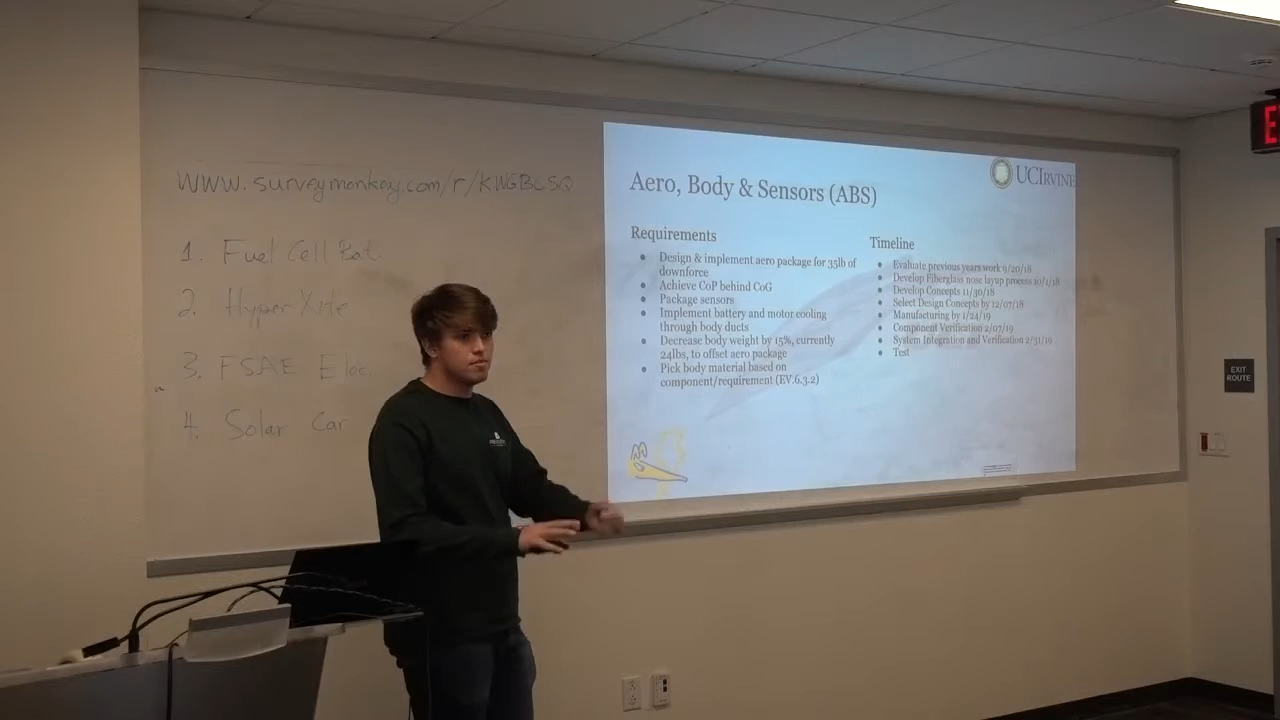 www.surveymonkey.com/r/KWGBCSQ
1. Fuel Cell Bat.
2. HyperXite
3. FSAE Elec.
4. Solar Car
UCIRVINE
Aero, Body & Sensors (ABS)
Requirements
● Design & implement aero package for 35lb of
downforce
● Achieve CoP behind CoG
● Package sensors
● Implement battery and motor cooling
through body ducts
● Decrease body weight by 15%, currently
24lbs, to offset aero package
● Pick body material based on
component/requirement (EV.6.3.2)
Timeline
● Evaluate previous years work 9/20/18
● Develop Fiberglass nose layup process 10/1/18
● Develop Concepts 11/30/18
● Select Design Concepts by 12/07/18
● Manufacturing by 1/24/19
● Component Verification 2/07/19
● System Integration and Verification 2/31/19
● Test
E
EXIT
ROUTE